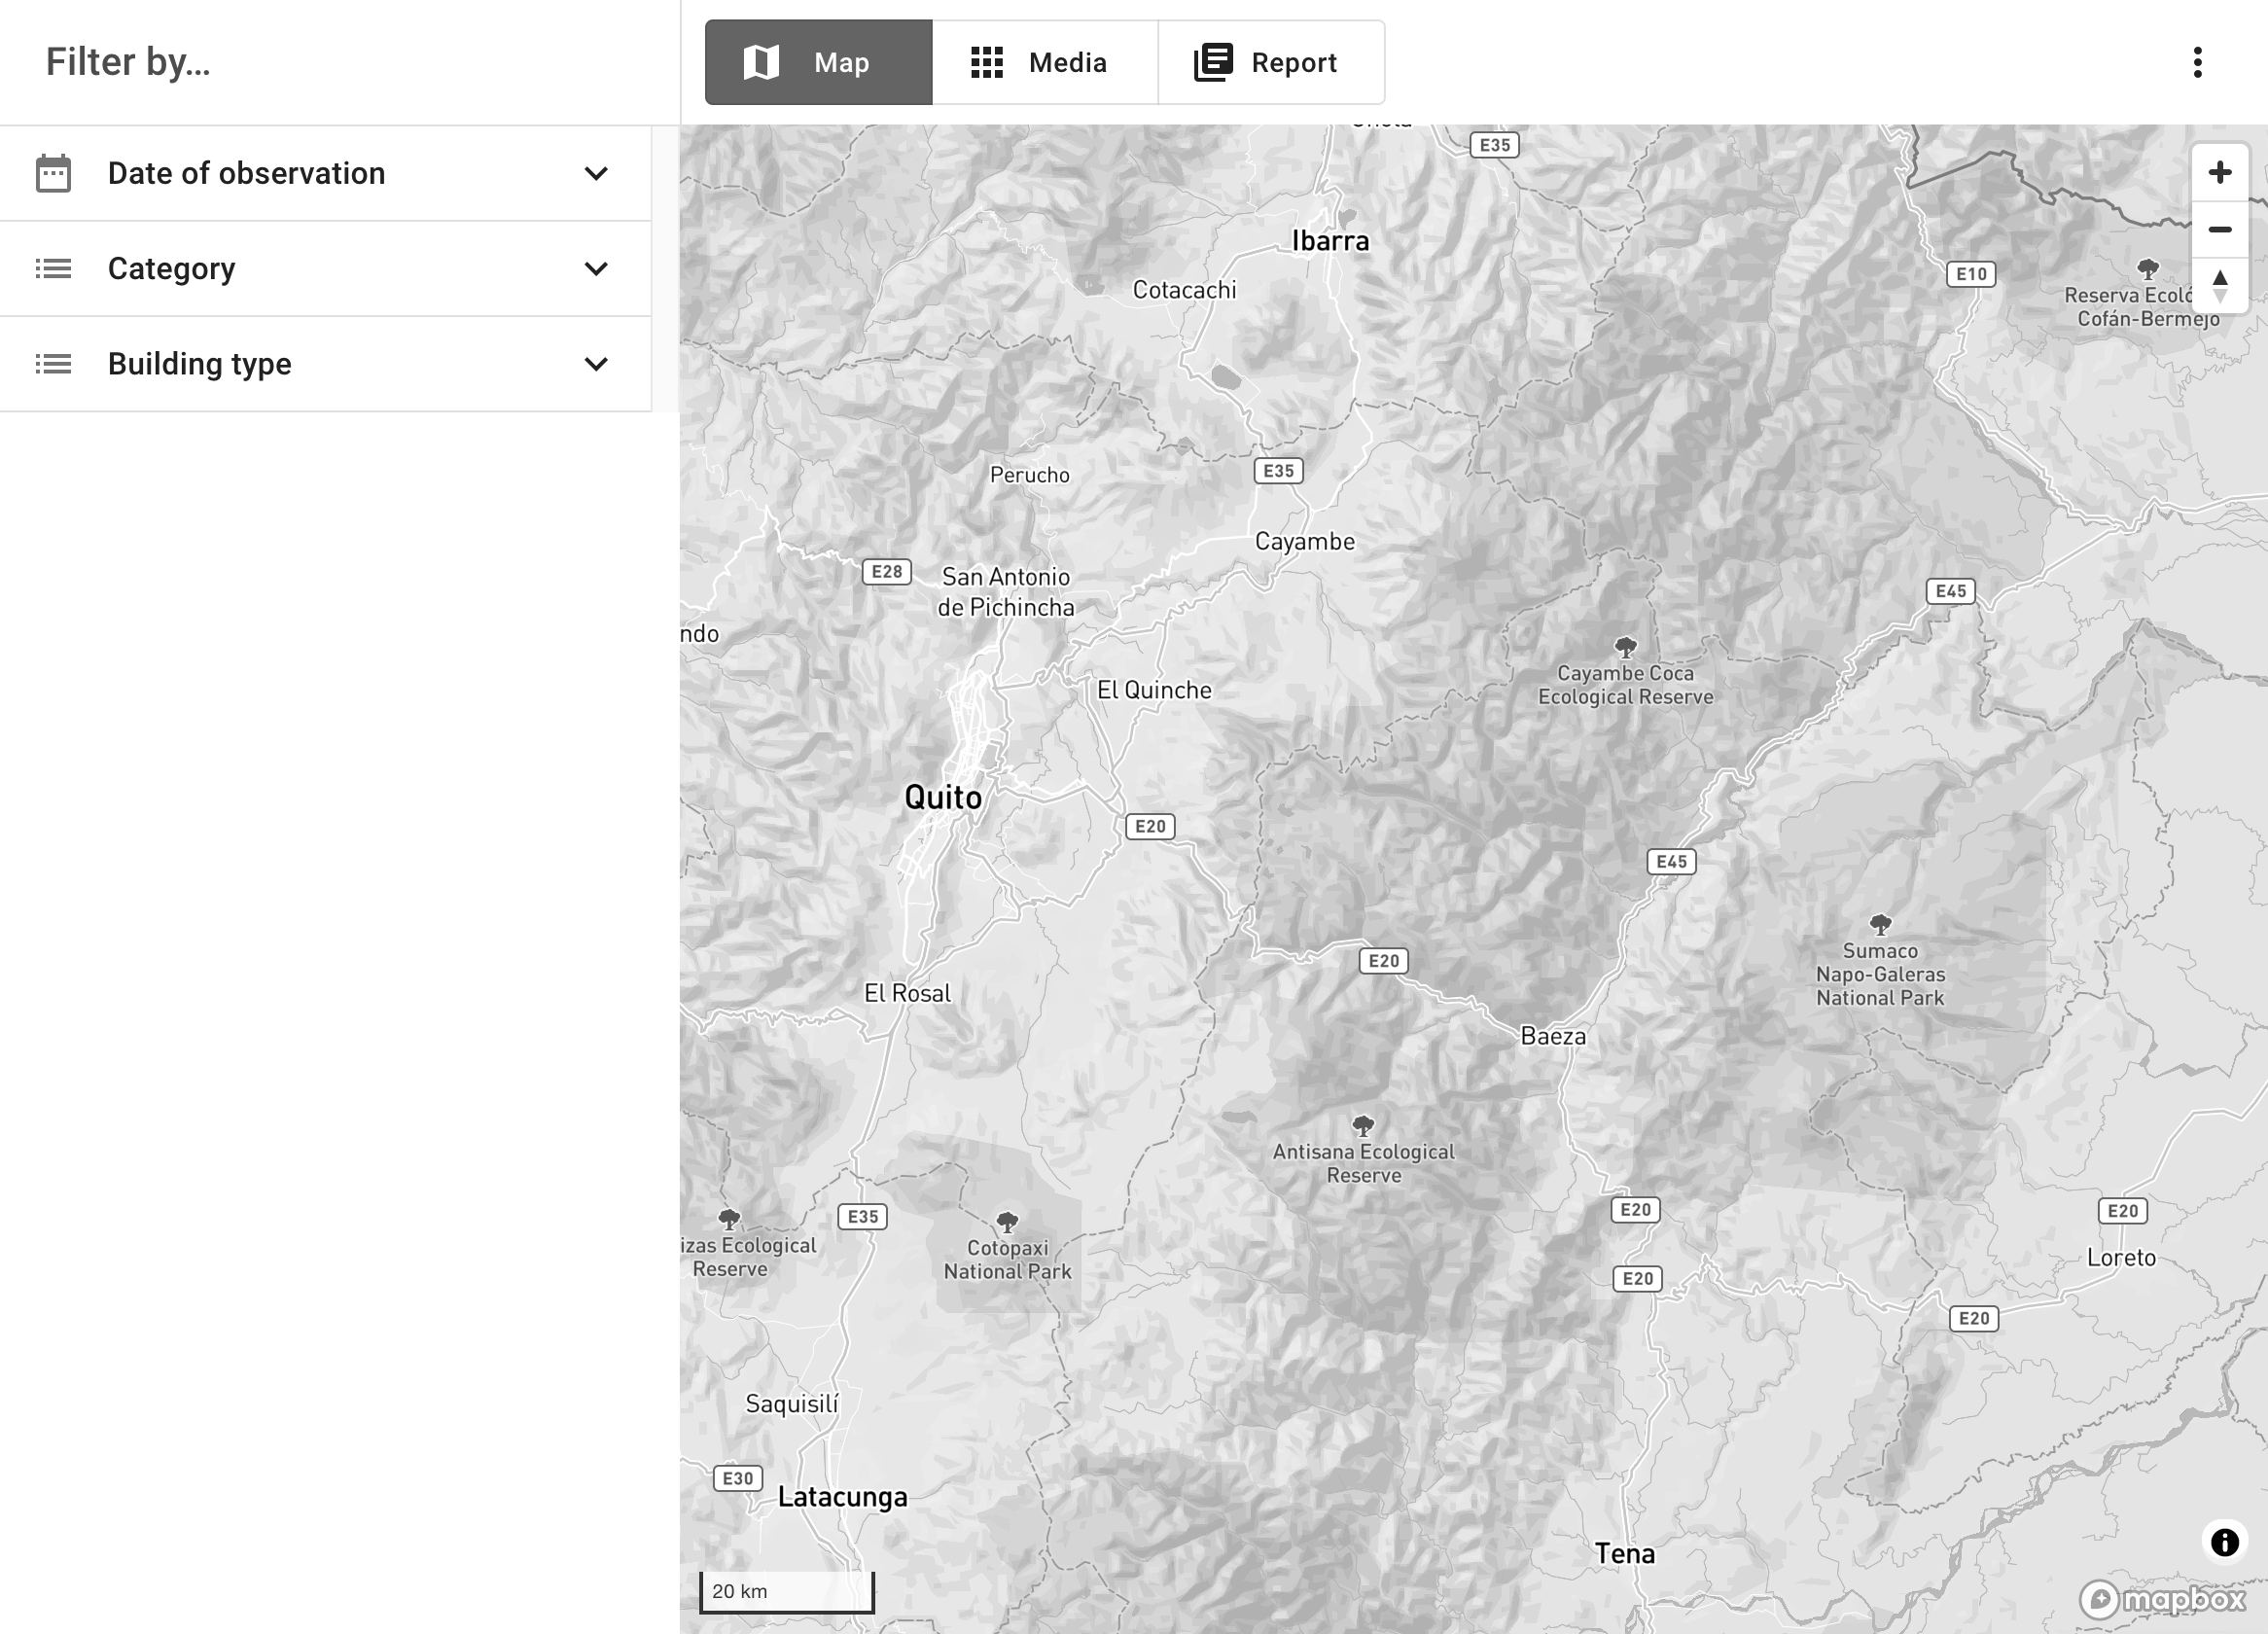 Filter by...
Map
Media
Report
Date of observation
Category
Building type
E35
Ibarra
Cotacachi
E10
Reserva Ecoló
Cofán-Bermejo
Perucho
E35
Cayambe
E28
San Antonio
de Pichincha
E45
ndo
Cayambe Coca
Ecological Reserve
El Quinche
Quito
E20
E45
Sumaco
Napo-Galeras
National Park
E20
El Rosal
Baeza
Antisana Ecological
Reserve
E35
E20
E20
izas Ecological
Reserve
Cotopaxi
National Park
Loreto
E20
E20
Saquisilí
E30
Latacunga
Tena
20 km
mapbox